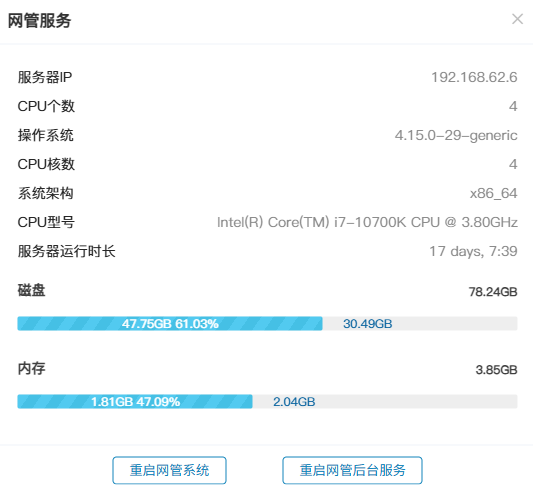 网管服务
服务器IP 192.168.62.6
CPU个数 4
操作系统 4.15.0-29-generic
CPU核数 4
系统架构 x86_64
CPU型号 Intel(R) Core(TM) i7-10700K CPU @ 3.80GHz
服务器运行时长 17 days, 7:39
磁盘 78.24GB
47.75GB 61.03% 30.49GB
内存 3.85GB
1.81GB 47.09% 2.04GB
重启网管系统 重启网管后台服务